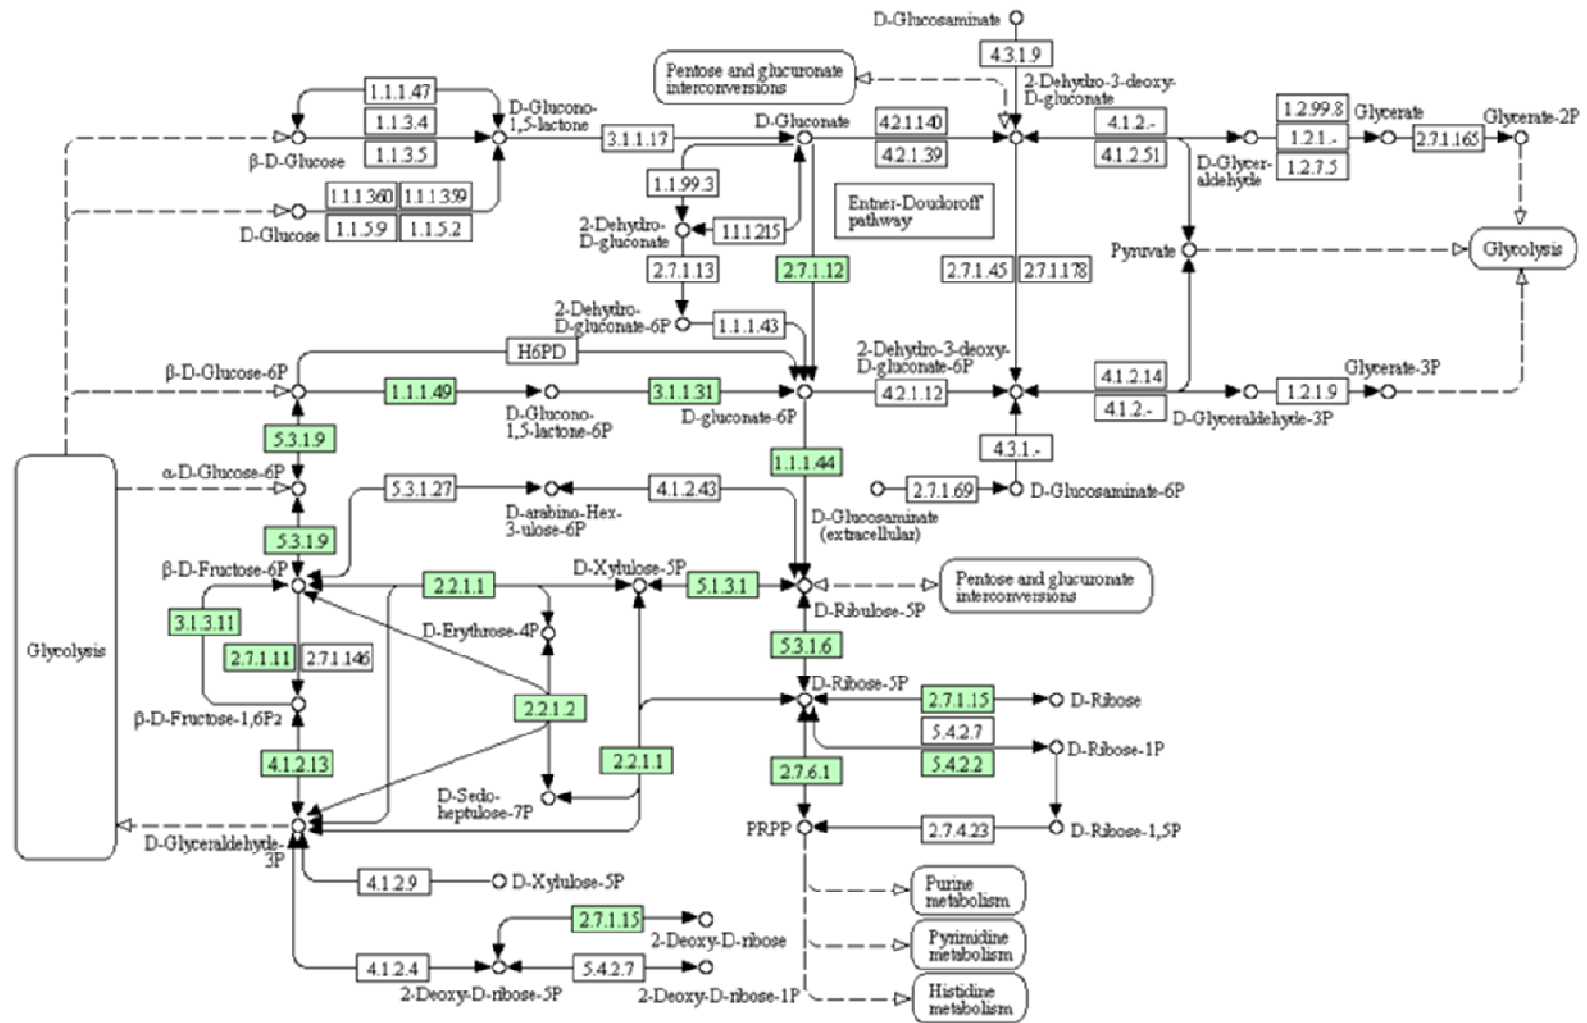 D-Glucosaminate
4.3.1.9
Pentose and glucuronate
interconversions
2-Dehydro-3-deoxy-
D-gluconate
1.1.1.47
D-Glucono-
1,5-lactone
1.1.3.4
1.1.3.5
β-D-Glucose
3.1.1.17
D-Gluconate
4.2.1.140
4.2.1.39
4.1.2.-
4.1.2.51
D-Glycer-
aldehyde
1.2.99.8
1.2.1.-
1.2.7.5
Glycerate
2.7.1.165
Glycerate-2P
1.1.1.360
1.1.1.359
1.1.5.9
1.1.5.2
D-Glucose
1.1.99.3
2-Dehydro-
D-gluconate
1.1.1.215
Entner-Doudoroff
pathway
2.7.1.13
2.7.1.12
2.7.1.45
2.7.1.178
Pyruvate
Glycolysis
2-Dehydro-
D-gluconate-6P
1.1.1.43
H6PD
β-D-Glucose-6P
1.1.1.49
D-Glucono-
1,5-lactone-6P
3.1.1.31
D-gluconate-6P
2-Dehydro-3-deoxy-
D-gluconate-6P
4.2.1.12
4.1.2.14
4.1.2.-
D-Glyceraldehyde-3P
1.2.1.9
Glycerate-3P
5.3.1.9
1.1.1.44
4.3.1.-
α-D-Glucose-6P
5.3.1.27
D-arabino-Hex-
3-ulose-6P
4.1.2.43
2.7.1.69
D-Glucosaminate-6P
D-Glucosaminate
(extracellular)
5.3.1.9
β-D-Fructose-6P
2.2.1.1
D-Xylulose-5P
5.1.3.1
D-Ribulose-5P
Pentose and glucuronate
interconversions
3.1.3.11
D-Erythrose-4P
Glycolysis
2.7.1.11
2.7.1.146
5.3.1.6
D-Ribose-5P
2.7.1.15
D-Ribose
β-D-Fructose-1,6P2
2.2.1.2
5.4.2.7
5.4.2.2
D-Ribose-1P
4.1.2.13
2.2.1.1
2.7.6.1
D-Sedo-
heptulose-7P
PRPP
2.7.4.23
D-Ribose-1,5P
D-Glyceraldehyde-
3P
4.1.2.9
D-Xylulose-5P
Purine
metabolism
2.7.1.15
2-Deoxy-D-ribose
Pyrimidine
metabolism
4.1.2.4
2-Deoxy-D-ribose-5P
5.4.2.7
2-Deoxy-D-ribose-1P
Histidine
metabolism